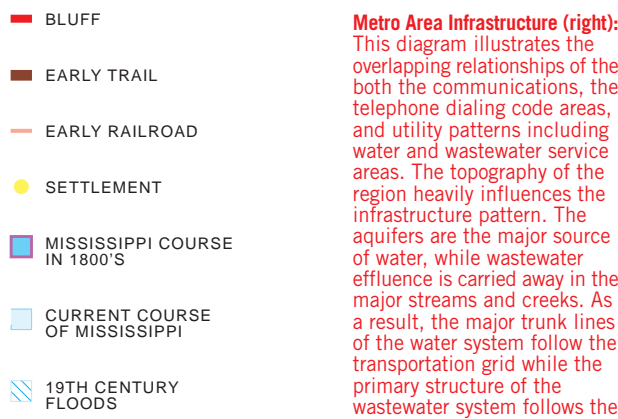 BLUFF
EARLY TRAIL
EARLY RAILROAD
SETTLEMENT
MISSISSIPPI COURSE
IN 1800'S
CURRENT COURSE
OF MISSISSIPPI
19TH CENTURY
FLOODS
Metro Area Infrastructure (right):
This diagram illustrates the
overlapping relationships of the
both the communications, the
telephone dialing code areas,
and utility patterns including
water and wastewater service
areas. The topography of the
region heavily influences the
infrastructure pattern. The
aquifers are the major source
of water, while wastewater
effluence is carried away in the
major streams and creeks. As
a result, the major trunk lines
of the water system follow the
transportation grid while the
primary structure of the
wastewater system follows the